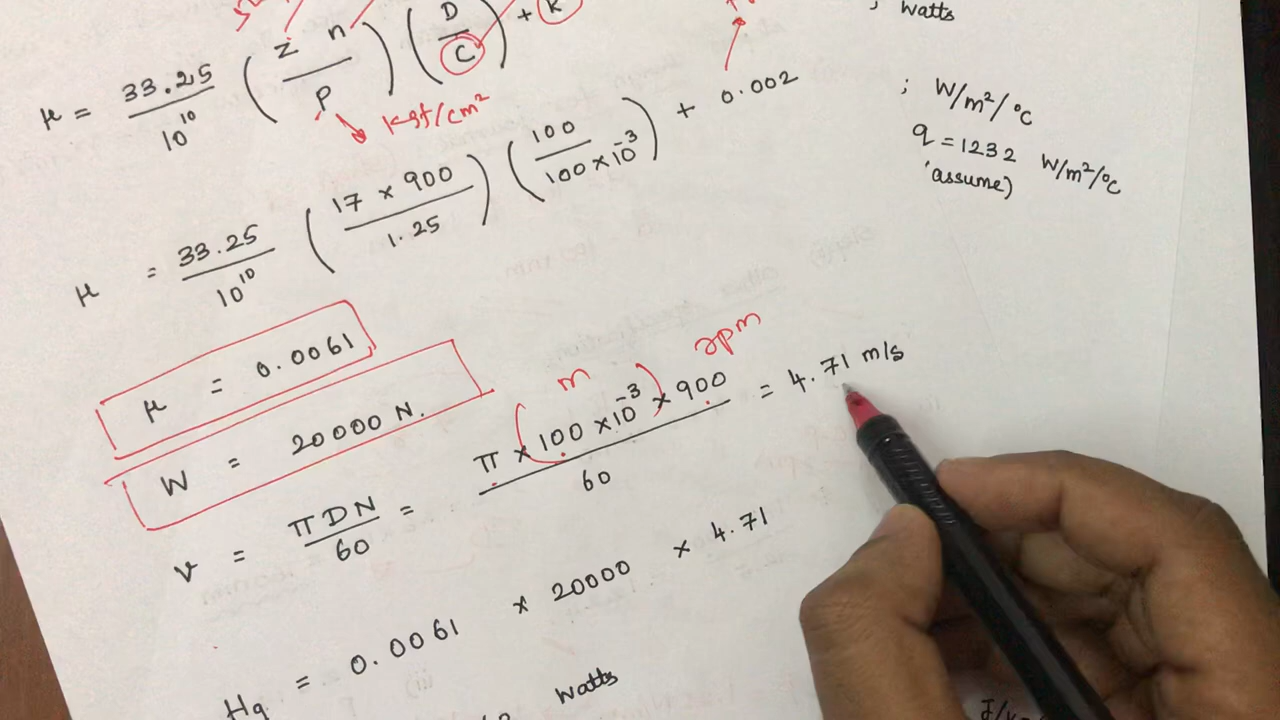 ; watts
μ = 33.25/10^10 (Z n/P) (D/C) + k
kgf/cm²
; W/m²/°C
q = 1232 W/m²/°C
'assume)
μ = 33.25/10^10 (17 × 900/1.25) (100/100 × 10^-3) + 0.002
μ = 0.0061
W = 20000 N.
m rpm
v = πDN/60 = π × (100 × 10^-3) × 900/60 = 4.71 m/s
Hg = 0.0061 × 20000 × 4.71
watts